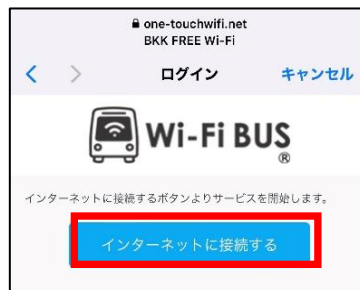 one-touchwifi.net
BKK FREE Wi-Fi
ログイン キャンセル
Wi-Fi BUS®
インターネットに接続するボタンよりサービスを開始します。
インターネットに接続する